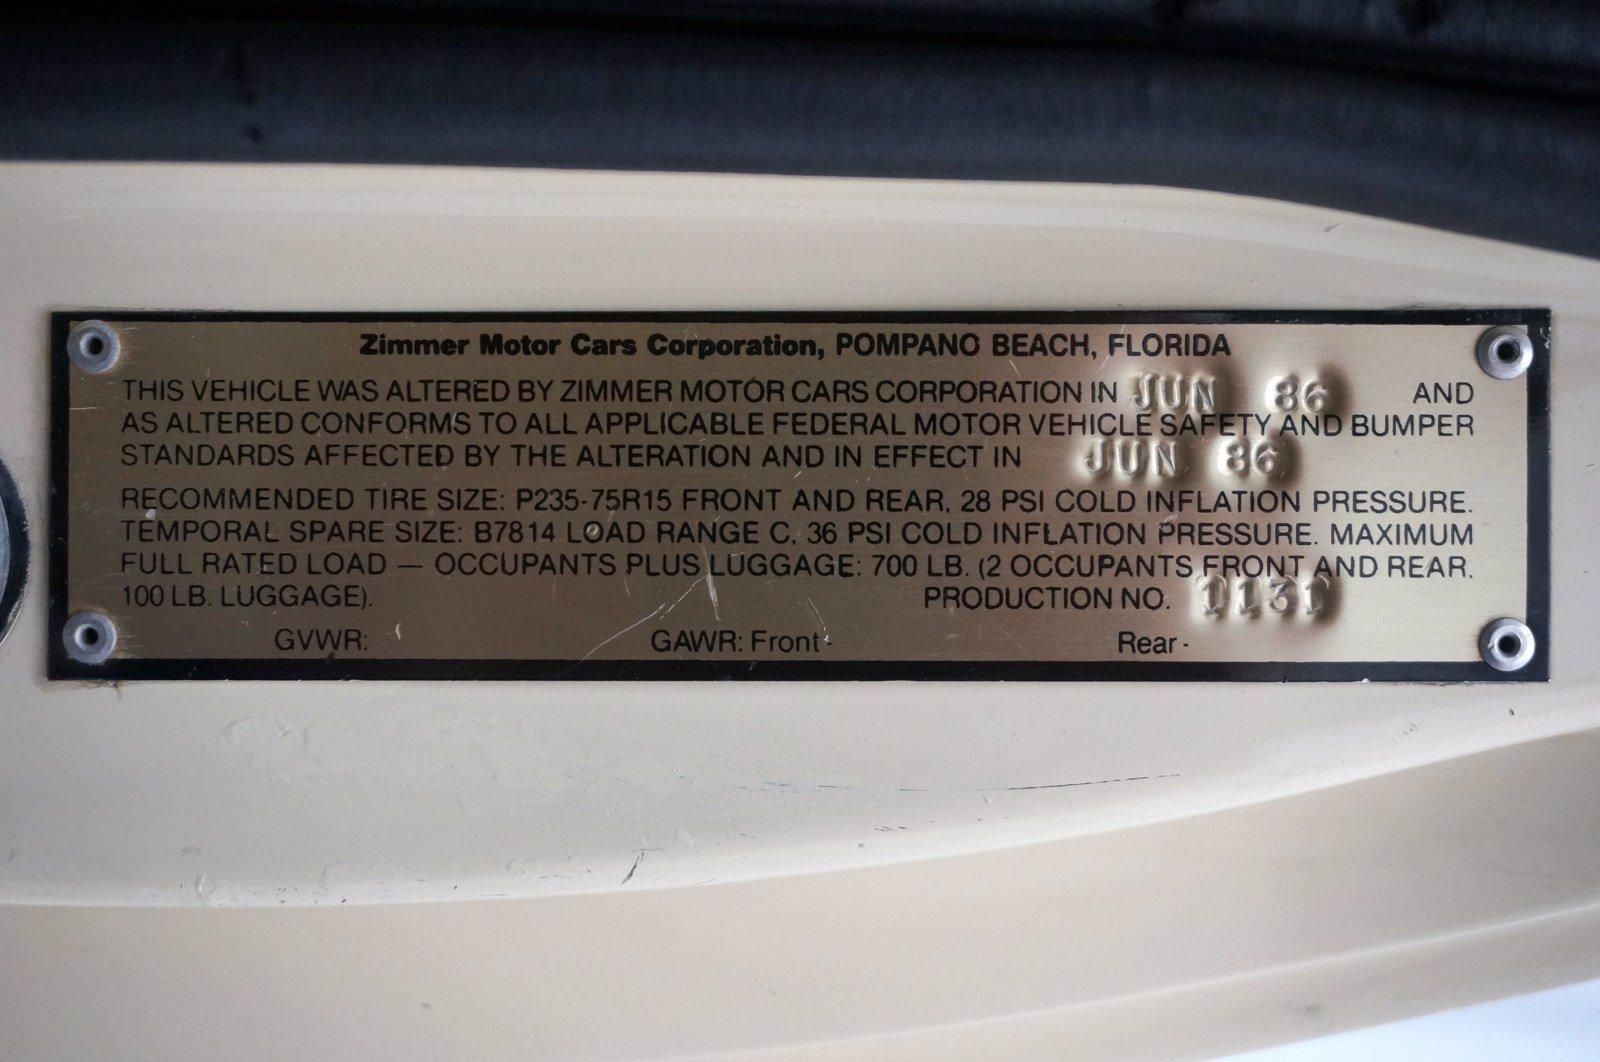 Zimmer Motor Cars Corporation, POMPANO BEACH, FLORIDA
THIS VEHICLE WAS ALTERED BY ZIMMER MOTOR CARS CORPORATION IN JUN 86 AND
AS ALTERED CONFORMS TO ALL APPLICABLE FEDERAL MOTOR VEHICLE SAFETY AND BUMPER
STANDARDS AFFECTED BY THE ALTERATION AND IN EFFECT IN JUN 86
RECOMMENDED TIRE SIZE: P235-75R15 FRONT AND REAR, 28 PSI COLD INFLATION PRESSURE.
TEMPORAL SPARE SIZE: B7814 LOAD RANGE C, 36 PSI COLD INFLATION PRESSURE. MAXIMUM
FULL RATED LOAD — OCCUPANTS PLUS LUGGAGE: 700 LB. (2 OCCUPANTS FRONT AND REAR.
100 LB. LUGGAGE). PRODUCTION NO. 1131
GVWR: GAWR: Front - Rear -